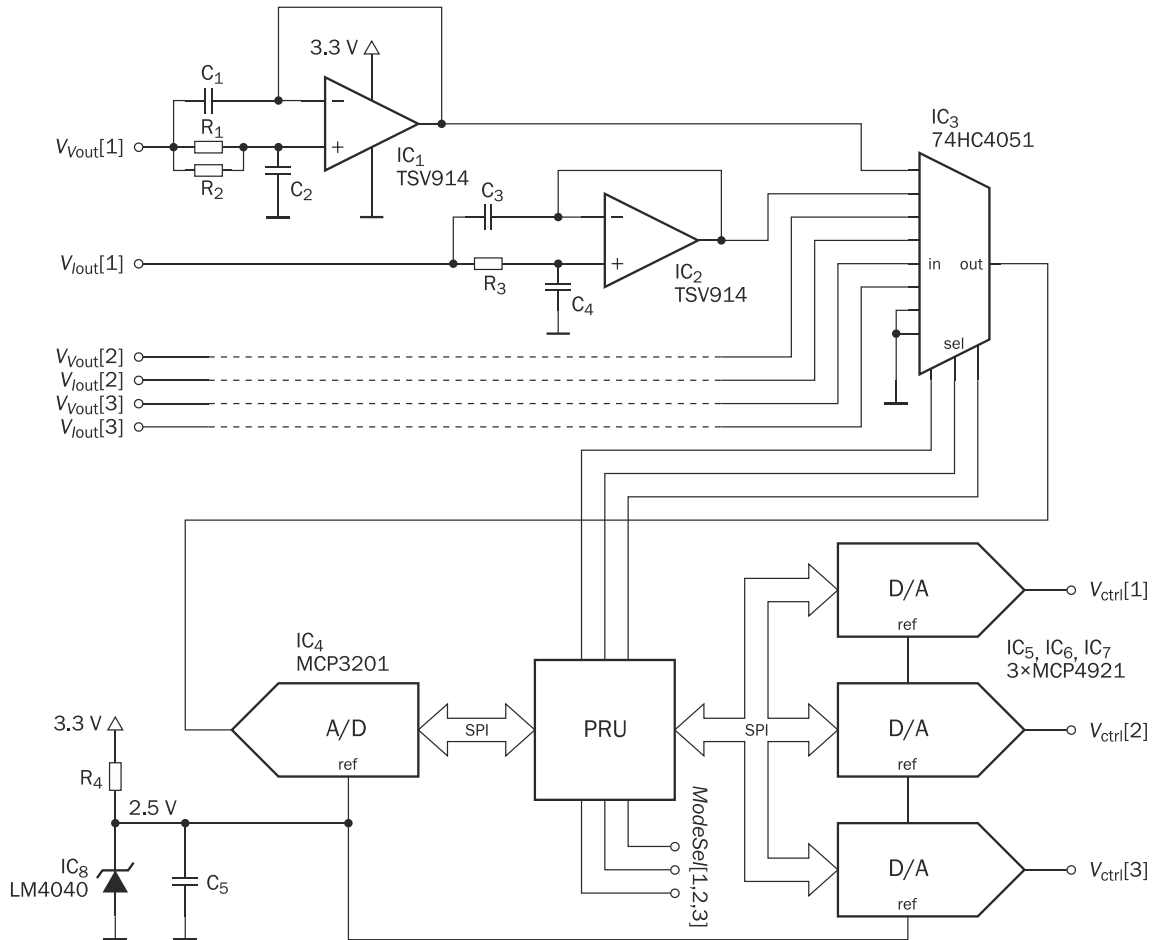 3.3 V
C1
R1
VVout[1]
R2
C2
IC1
TSV914
IC3
74HC4051
C3
VIout[1]
R3
C4
IC2
TSV914
in
out
sel
VVout[2]
VIout[2]
VVout[3]
VIout[3]
D/A
ref
Vctrl[1]
IC4
MCP3201
IC5, IC6, IC7
3×MCP4921
3.3 V
A/D
ref
SPI
PRU
SPI
D/A
ref
Vctrl[2]
R4
2.5 V
ModeSel[1,2,3]
IC8
LM4040
C5
D/A
ref
Vctrl[3]